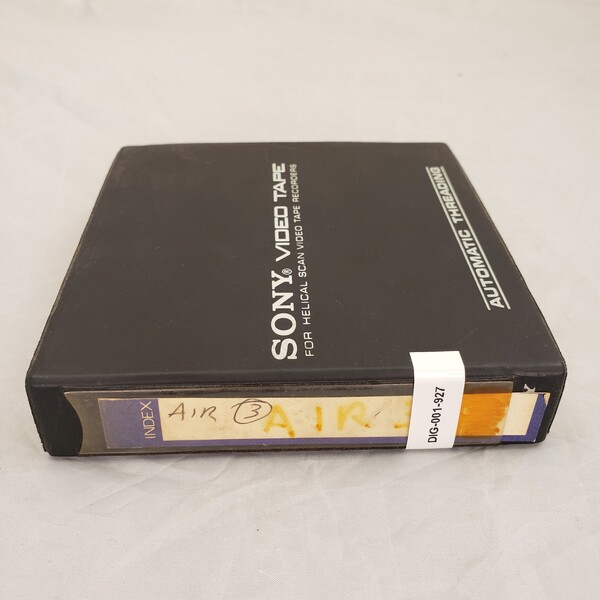 SONY® VIDEO TAPE
FOR HELICAL SCAN VIDEO TAPE RECORDERS
AUTOMATIC THREADING
INDEX
AIR 3
AIR
DIG-001-927